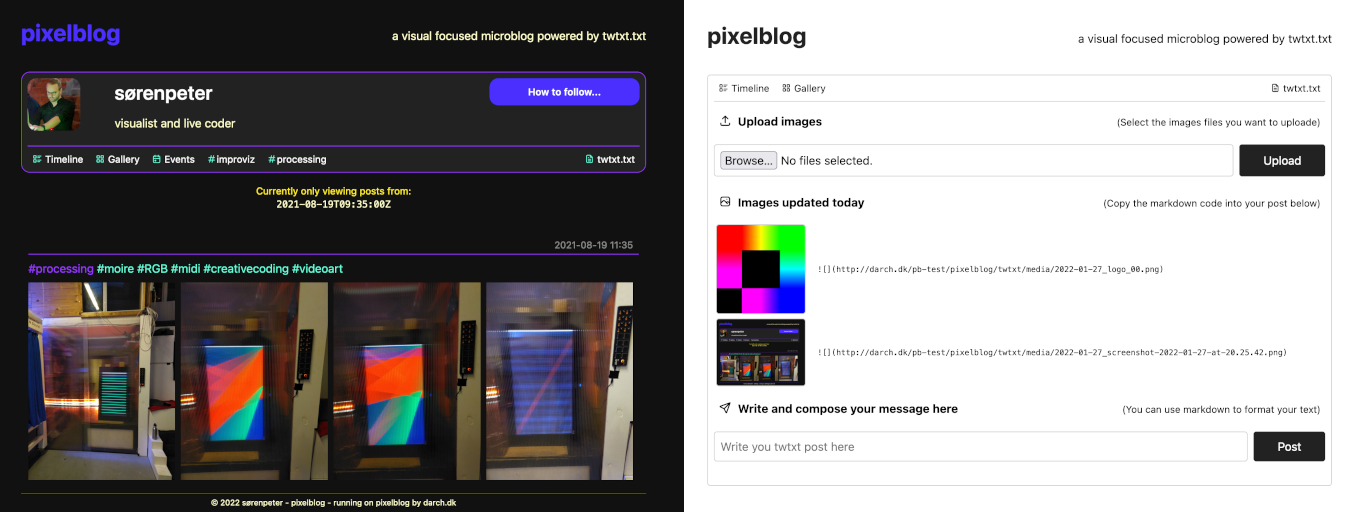 pixelblog
a visual focused microblog powered by twtxt.txt
sørenpeter
How to follow...
visualist and live coder
Timeline Gallery Events #improviz #processing twtxt.txt
Currently only viewing posts from:
2021-08-19T09:35:00Z
2021-08-19 11:35
#processing #moire #RGB #midi #creativecoding #videoart
© 2022 sørenpeter - pixelblog - running on pixelblog by darch.dk
pixelblog
a visual focused microblog powered by twtxt.txt
Timeline Gallery twtxt.txt
Upload images (Select the images files you want to uploade)
Browse... No files selected. Upload
Images updated today (Copy the markdown code into your post below)
![](http://darch.dk/pb-test/pixelblog/twtxt/media/2022-01-27_logo_00.png)
![](http://darch.dk/pb-test/pixelblog/twtxt/media/2022-01-27_screenshot-2022-01-27-at-20.25.42.png)
Write and compose your message here (You can use markdown to format your text)
Write you twtxt post here Post